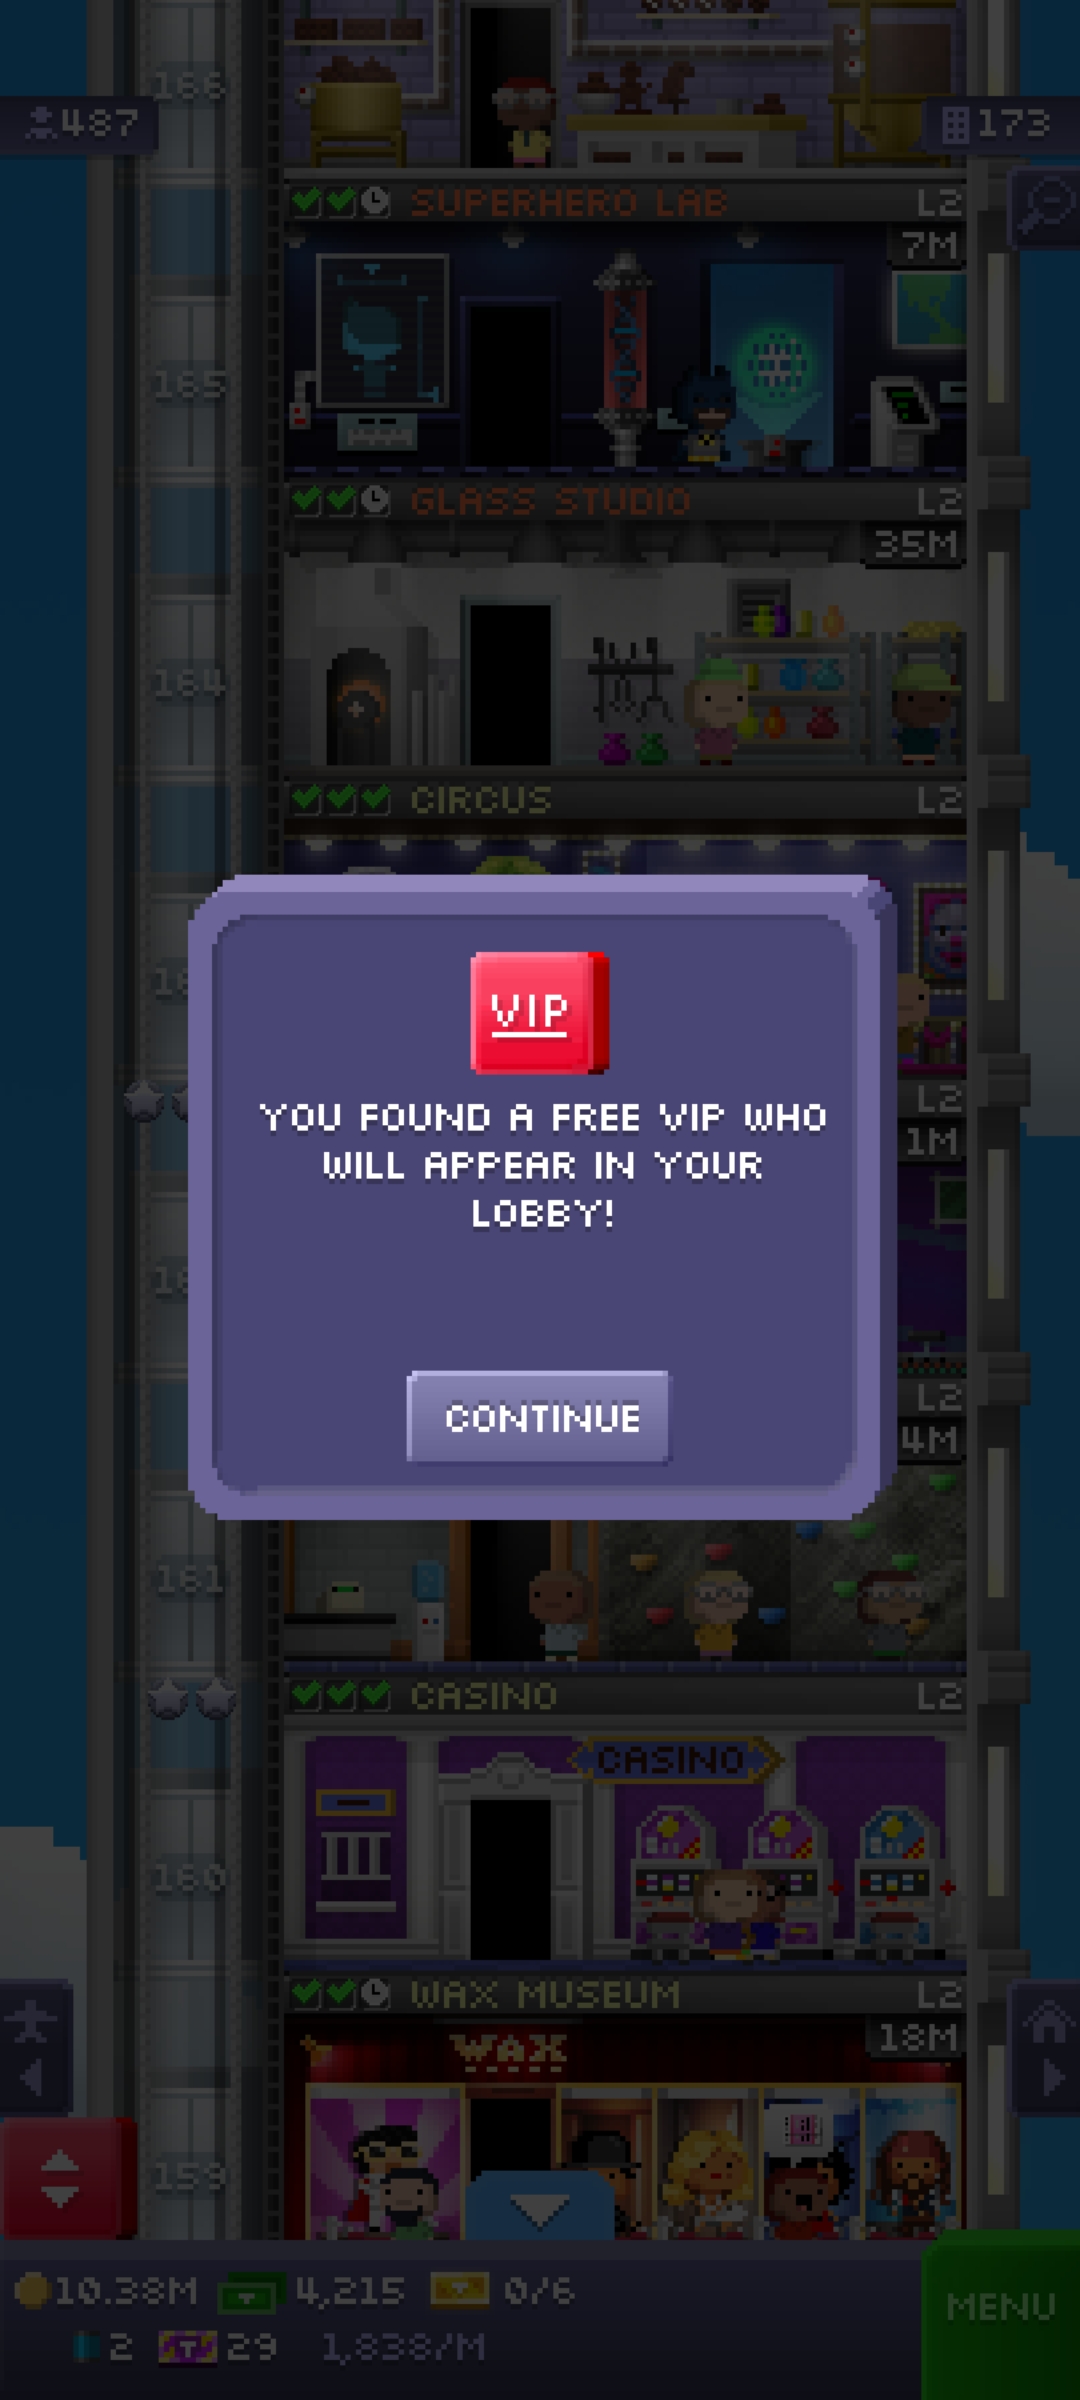 166
487
173
SUPERHERO LAB
L2
7M
165
GLASS STUDIO
L2
35M
164
CIRCUS
L2
VIP
YOU FOUND A FREE VIP WHO
WILL APPEAR IN YOUR
LOBBY!
L2
1M
L2
4M
CONTINUE
161
CASINO
L2
CASINO
160
WAX MUSEUM
L2
18M
WAX
159
10.38M
4,215
0/6
MENU
2
29
1,838/M